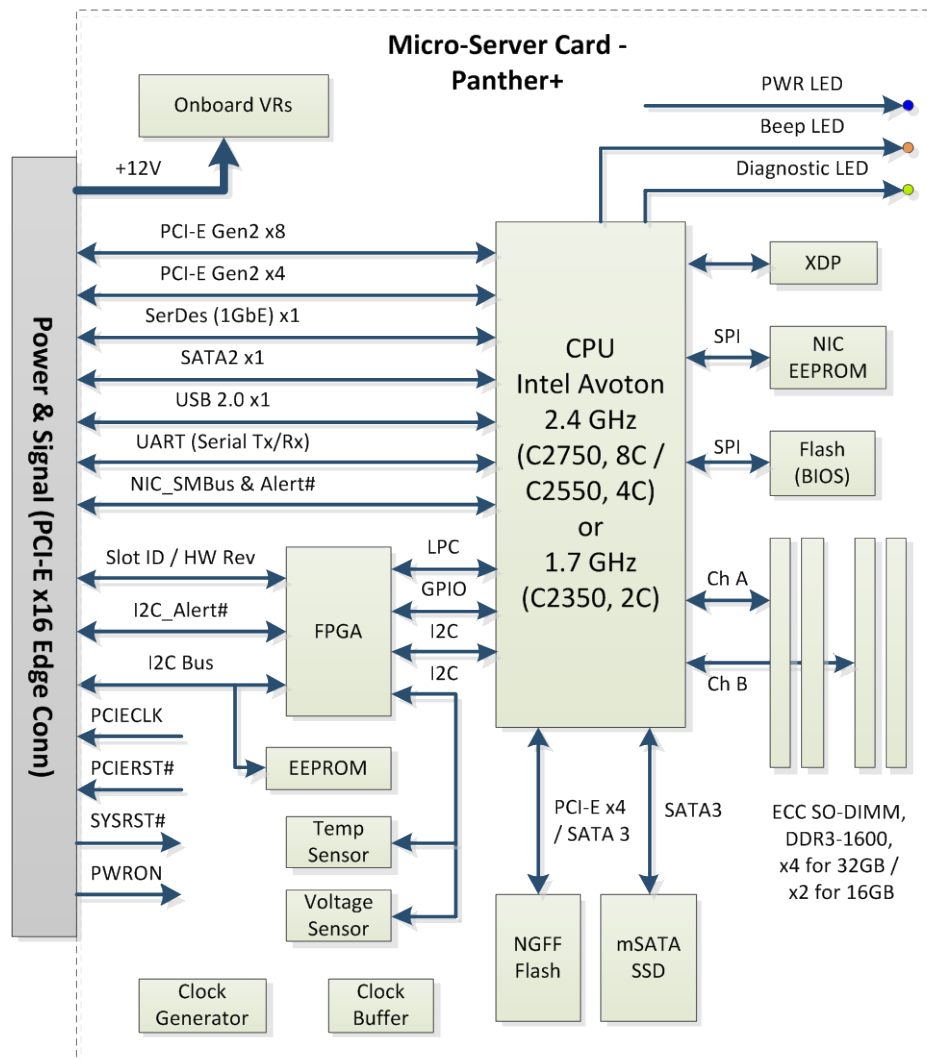 Micro-Server Card -
Panther+
Onboard VRs
+12V
PWR LED
Beep LED
Diagnostic LED
Power & Signal (PCI-E x16 Edge Conn)
PCI-E Gen2 x8
PCI-E Gen2 x4
SerDes (1GbE) x1
SATA2 x1
USB 2.0 x1
UART (Serial Tx/Rx)
NIC_SMBus & Alert#
Slot ID / HW Rev
I2C_Alert#
I2C Bus
PCIECLK
PCIERST#
SYSRST#
PWRON
FPGA
LPC
GPIO
I2C
I2C
EEPROM
Temp
Sensor
Voltage
Sensor
Clock
Generator
Clock
Buffer
CPU
Intel Avoton
2.4 GHz
(C2750, 8C /
C2550, 4C)
or
1.7 GHz
(C2350, 2C)
XDP
SPI
NIC
EEPROM
SPI
Flash
(BIOS)
Ch A
Ch B
ECC SO-DIMM,
DDR3-1600,
x4 for 32GB /
x2 for 16GB
PCI-E x4
/ SATA 3
SATA3
NGFF
Flash
mSATA
SSD